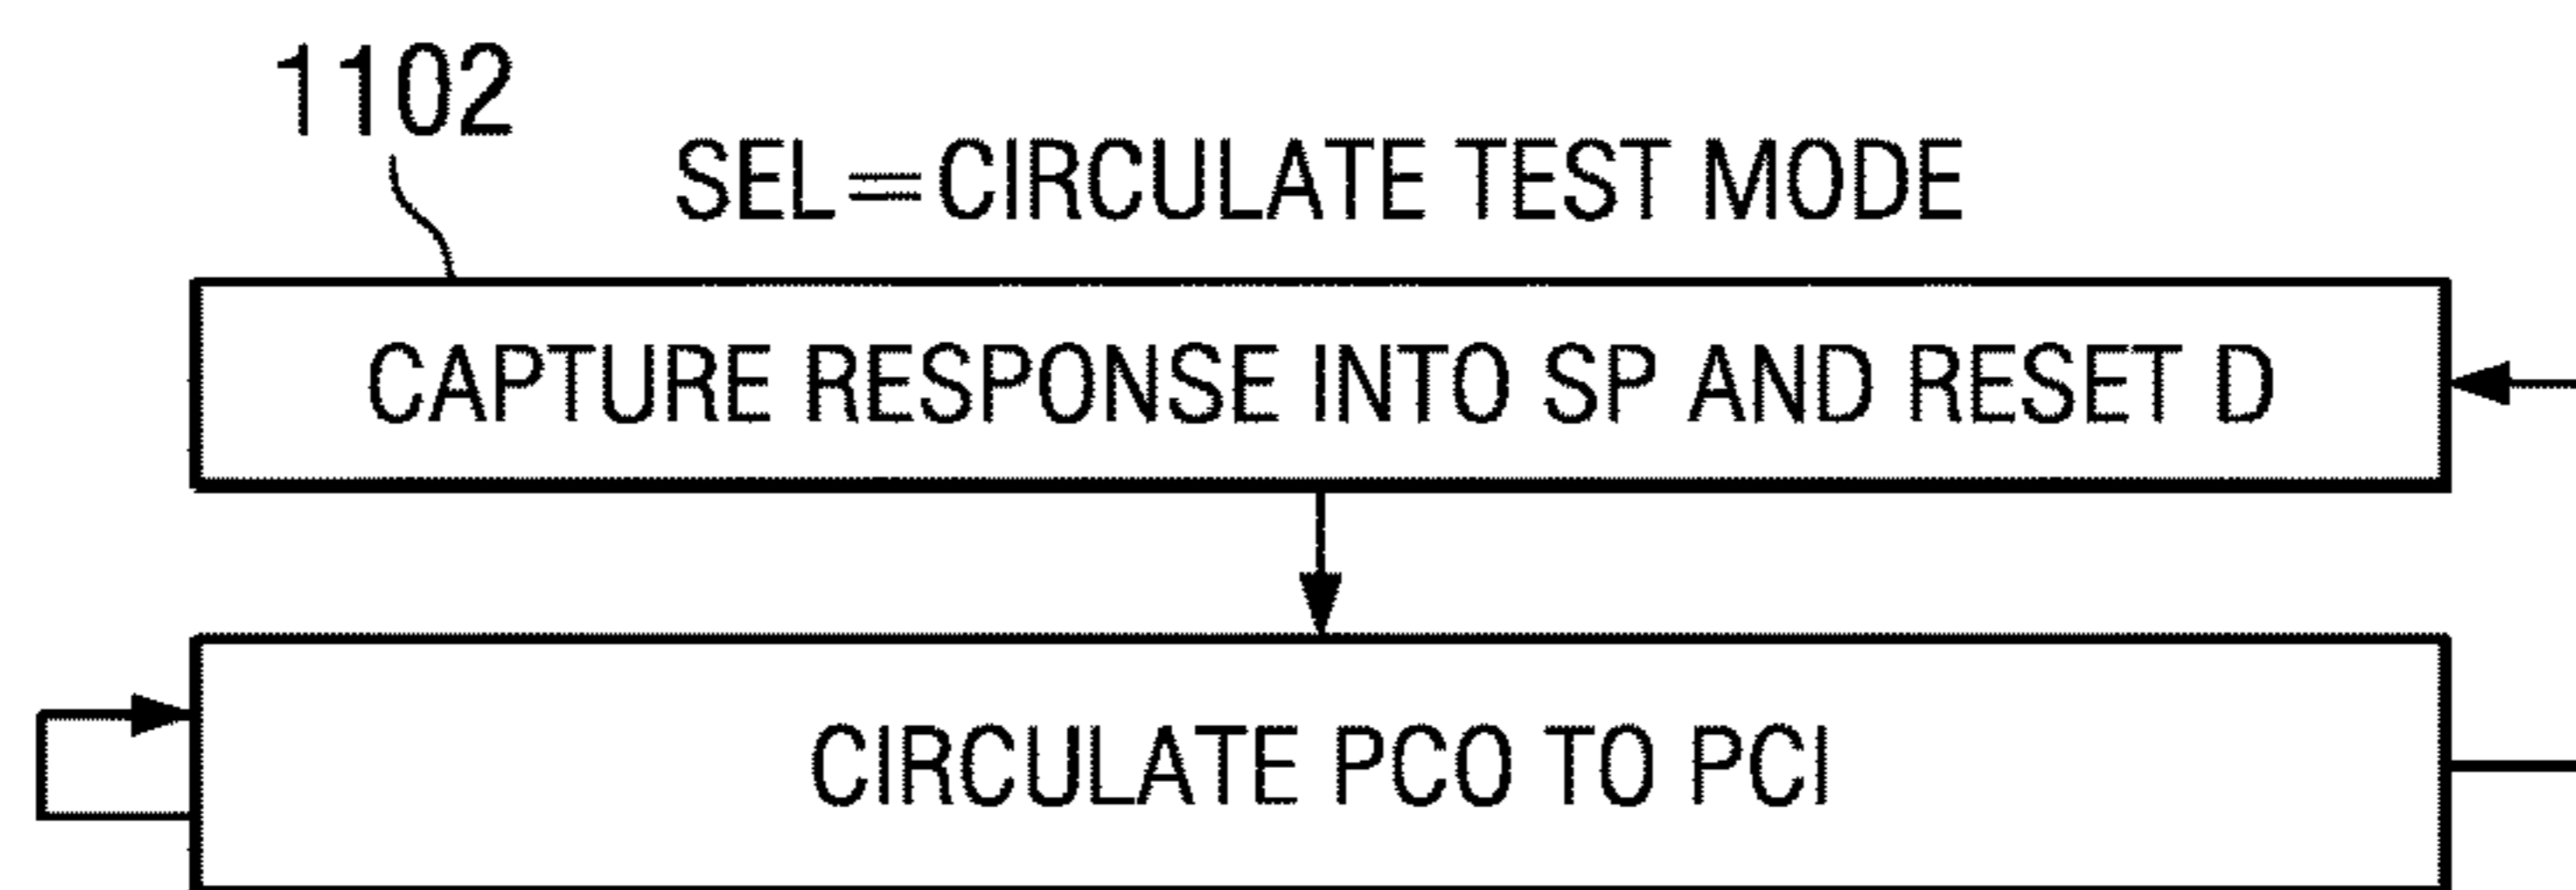 1102
SEL=CIRCULATE TEST MODE
CAPTURE RESPONSE INTO SP AND RESET D
CIRCULATE PCO TO PCI